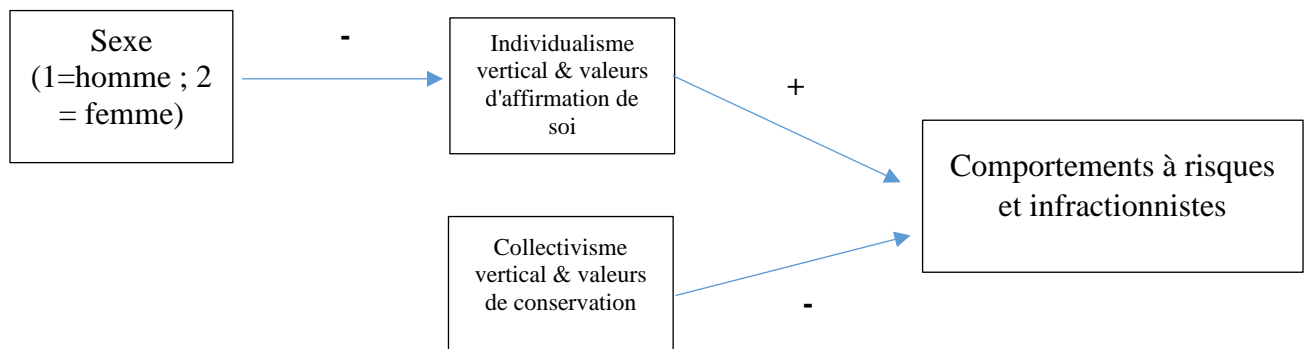 Sexe
(1=homme ; 2
= femme)
-
Individualisme
vertical & valeurs
d'affirmation de
soi
+
Comportements à risques
et infractionnistes
Collectivisme
vertical & valeurs
de conservation
-